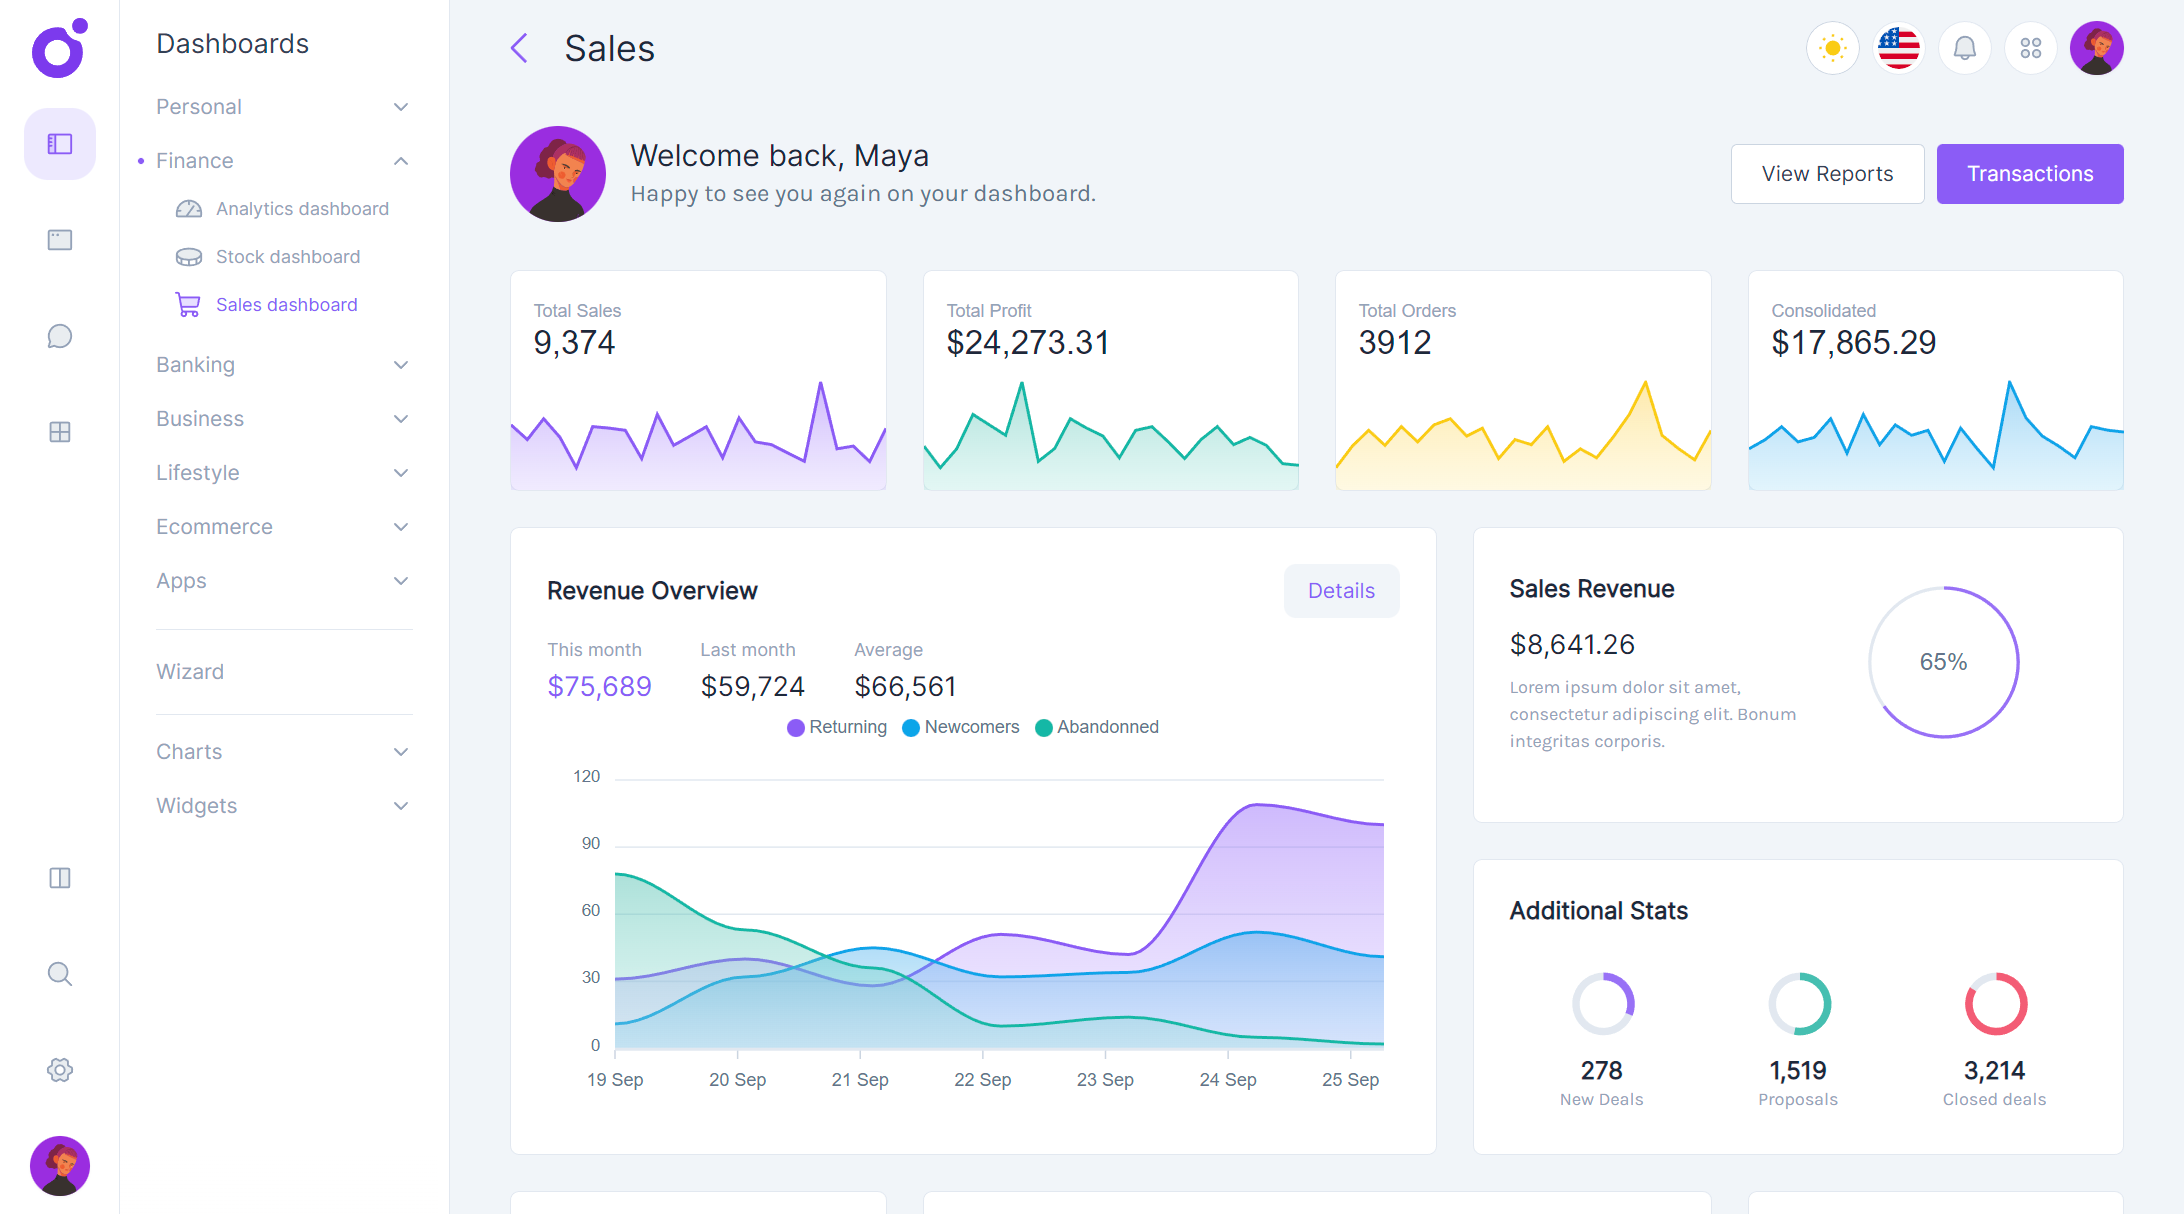 Dashboards
Personal
Finance
Analytics dashboard
Stock dashboard
Sales dashboard
Banking
Business
Lifestyle
Ecommerce
Apps
Wizard
Charts
Widgets
Sales
Welcome back, Maya
Happy to see you again on your dashboard.
View Reports
Transactions
Total Sales
9,374
Total Profit
$24,273.31
Total Orders
3912
Consolidated
$17,865.29
Revenue Overview
Details
This month
$75,689
Last month
$59,724
Average
$66,561
Returning
Newcomers
Abandonned
120
90
60
30
0
19 Sep
20 Sep
21 Sep
22 Sep
23 Sep
24 Sep
25 Sep
Sales Revenue
$8,641.26
Lorem ipsum dolor sit amet,
consectetur adipiscing elit. Bonum
integritas corporis.
65%
Additional Stats
278
New Deals
1,519
Proposals
3,214
Closed deals